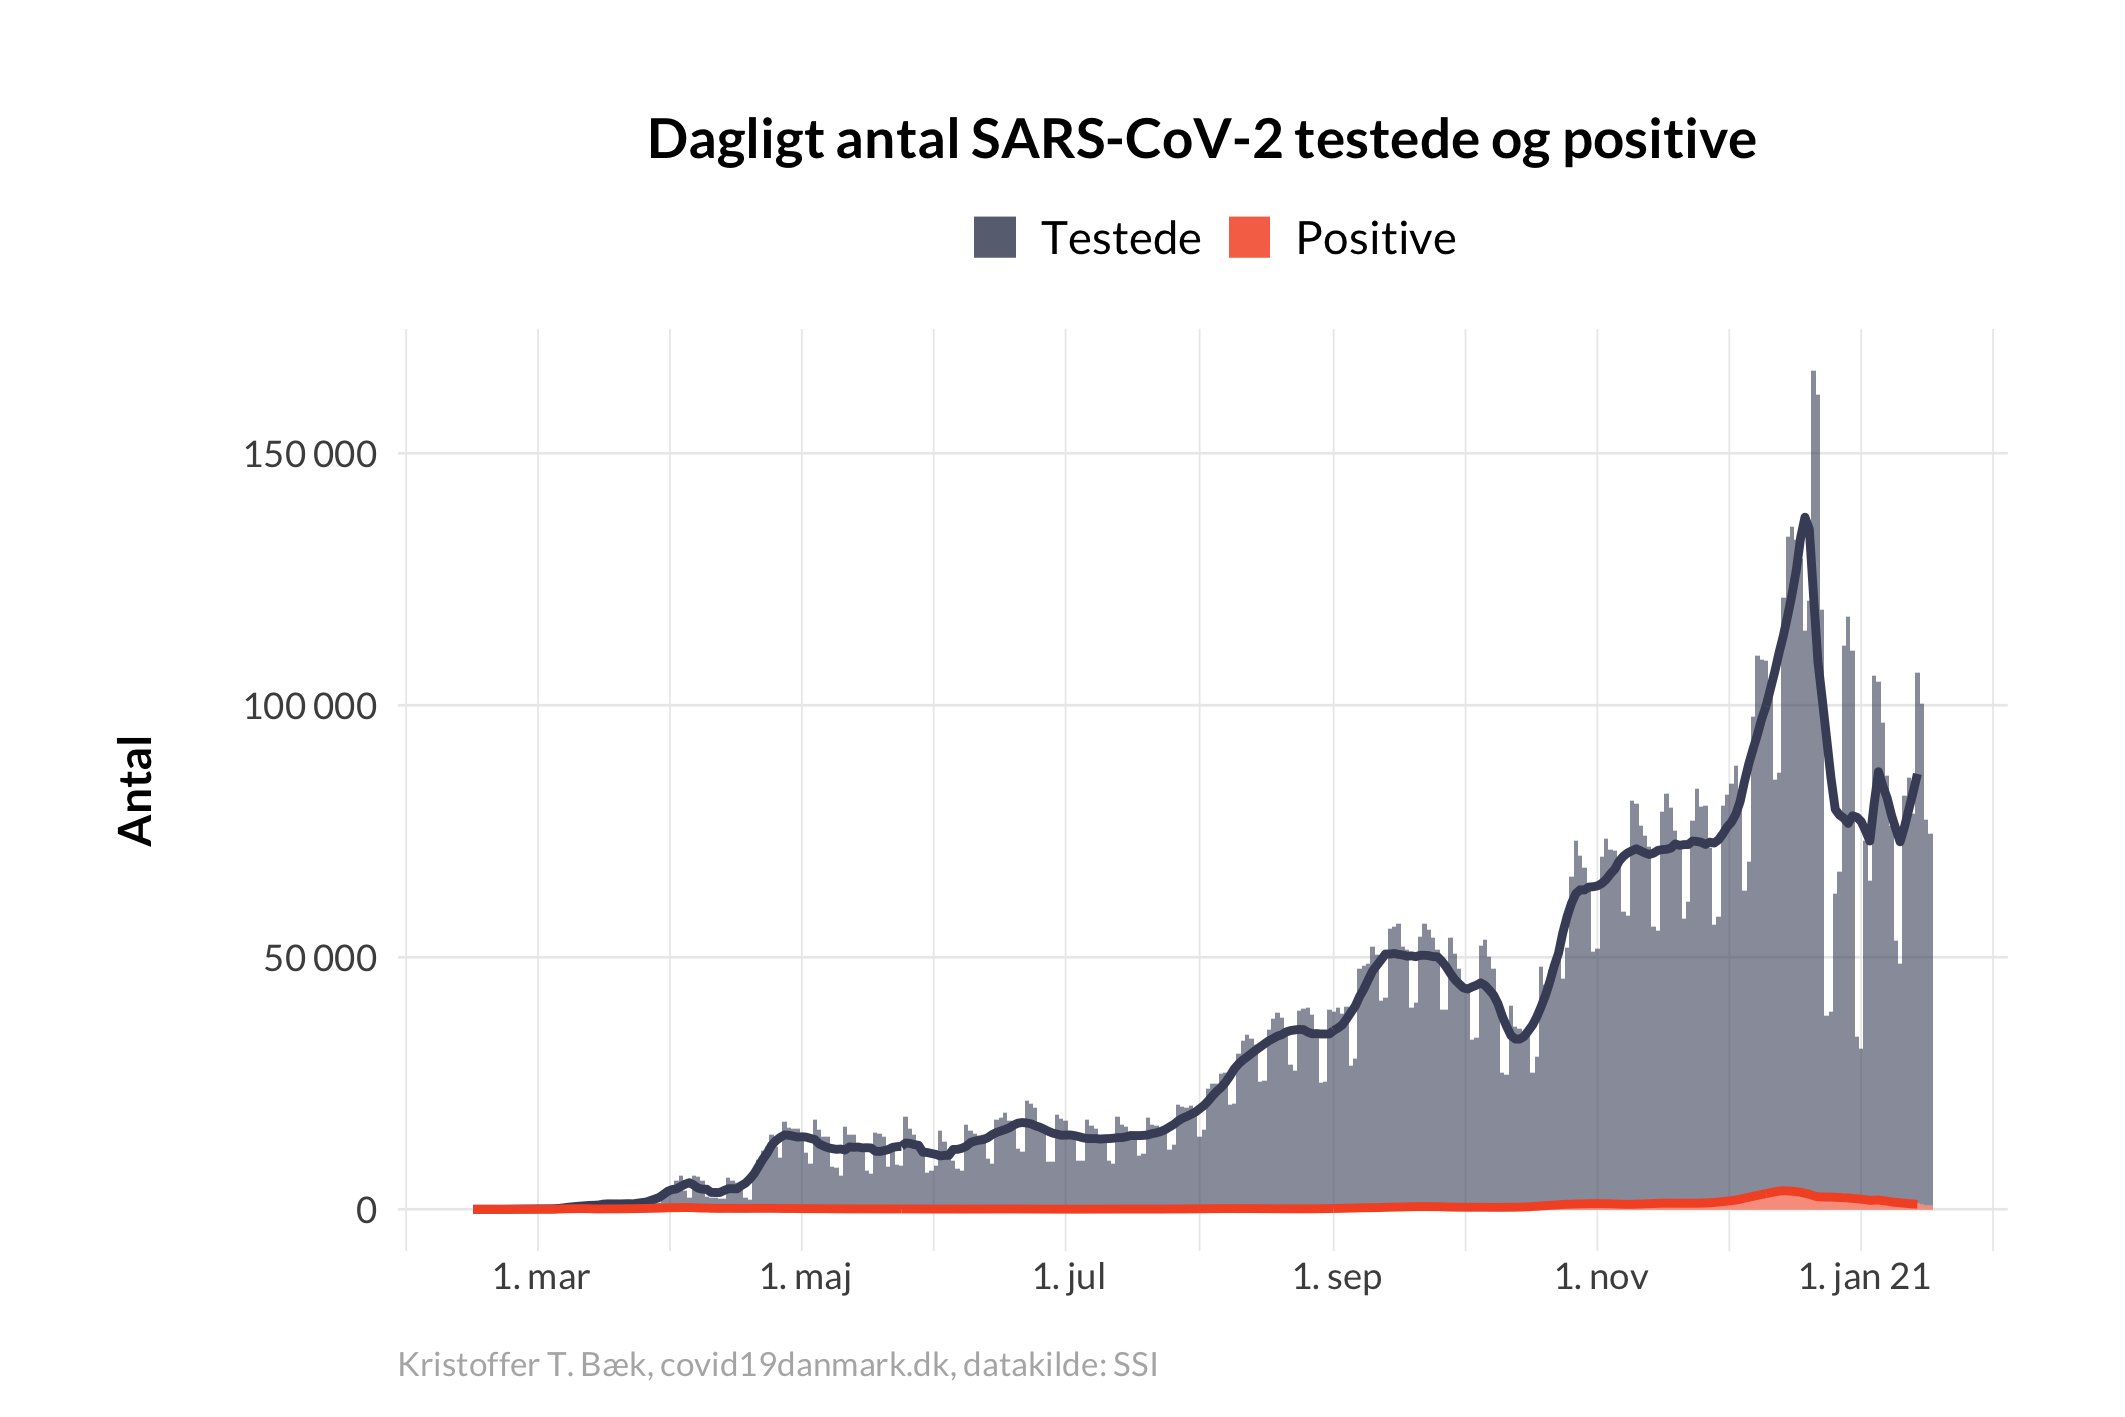 Dagligt antal SARS-CoV-2 testede og positive
Testede Positive
Antal
150 000
100 000
50 000
0
1. mar 1. maj 1. jul 1. sep 1. nov 1. jan 21
Kristoffer T. Bæk, covid19danmark.dk, datakilde: SSI